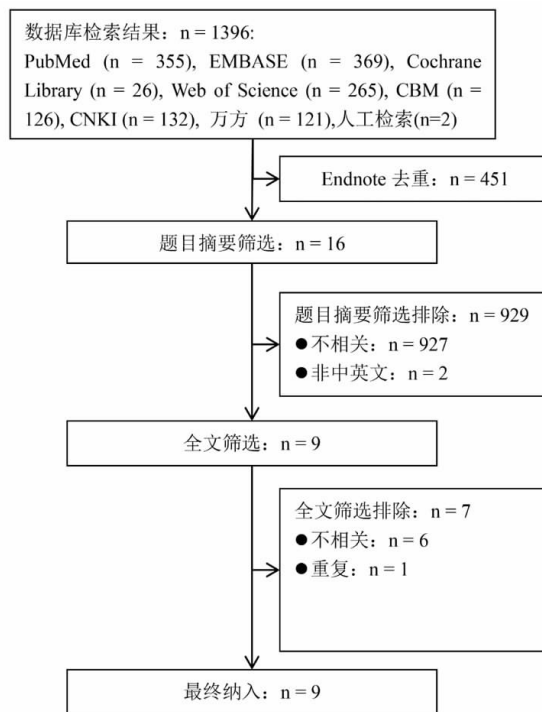 数据库检索结果：n = 1396:
PubMed (n = 355), EMBASE (n = 369), Cochrane
Library (n = 26), Web of Science (n = 265), CBM (n =
126), CNKI (n = 132), 万方 (n = 121),人工检索(n=2)
Endnote 去重：n = 451
题目摘要筛选：n = 16
题目摘要筛选排除：n = 929
●不相关：n = 927
●非中英文：n = 2
全文筛选：n = 9
全文筛选排除：n = 7
●不相关：n = 6
●重复：n = 1
最终纳入：n = 9